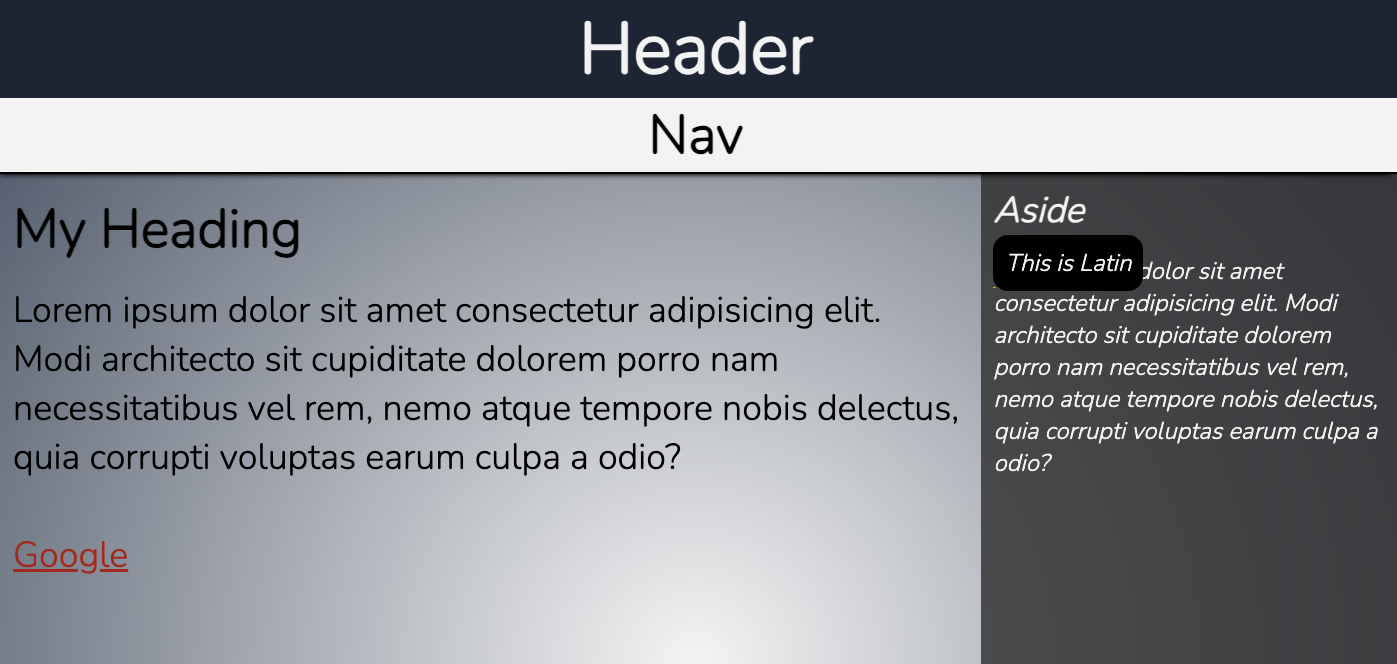 Header
Nav
My Heading
Lorem ipsum dolor sit amet consectetur adipisicing elit.
Modi architecto sit cupiditate dolorem porro nam
necessitatibus vel rem, nemo atque tempore nobis delectus,
quia corrupti voluptas earum culpa a odio?
Google
Aside
This is Latin
dolor sit amet
consectetur adipisicing elit. Modi
architecto sit cupiditate dolorem
porro nam necessitatibus vel rem,
nemo atque tempore nobis delectus,
quia corrupti voluptas earum culpa a
odio?